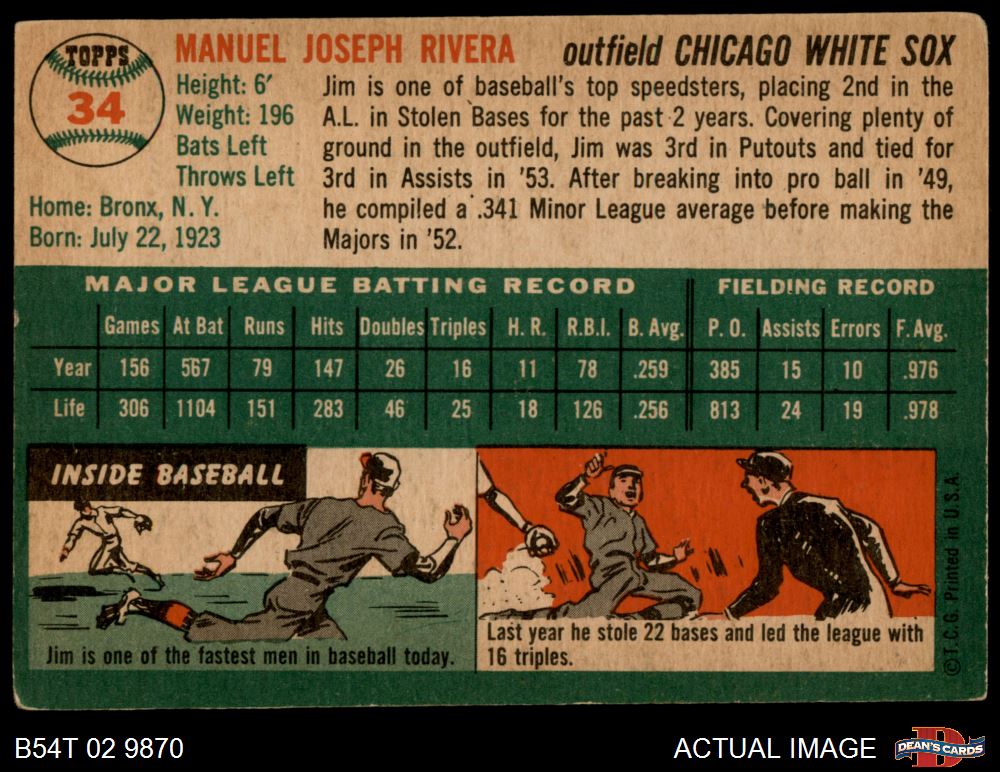 TOPPS
34
MANUEL JOSEPH RIVERA outfield CHICAGO WHITE SOX
Height: 6′
Weight: 196
Bats Left
Throws Left
Home: Bronx, N. Y.
Born: July 22, 1923
Jim is one of baseball's top speedsters, placing 2nd in the
A.L. in Stolen Bases for the past 2 years. Covering plenty of
ground in the outfield, Jim was 3rd in Putouts and tied for
3rd in Assists in '53. After breaking into pro ball in '49,
he compiled a .341 Minor League average before making the
Majors in '52.
MAJOR LEAGUE BATTING RECORD FIELDING RECORD
Games At Bat Runs Hits Doubles Triples H. R. R.B.I. B. Avg. P. O. Assists Errors F. Avg.
Year 156 567 79 147 26 16 11 78 .259 385 15 10 .976
Life 306 1104 151 283 46 25 18 126 .256 813 24 19 .978
INSIDE BASEBALL
Jim is one of the fastest men in baseball today.
Last year he stole 22 bases and led the league with
16 triples.
© T.C.G. Printed in U.S.A.
B54T 02 9870
ACTUAL IMAGE
DEAN'S CARDS